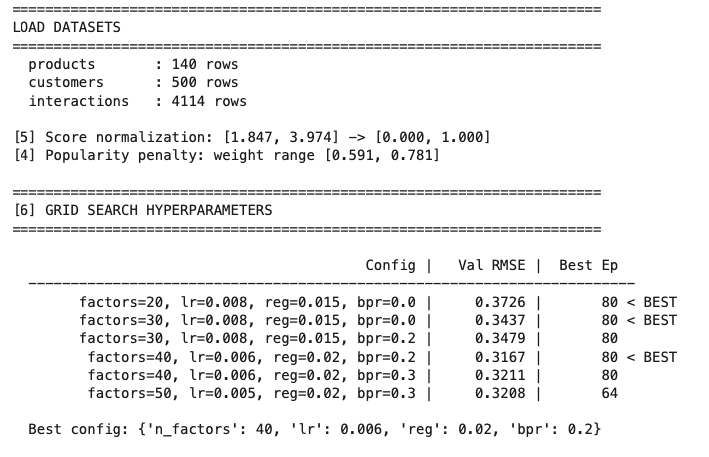 ======================================================================
LOAD DATASETS
======================================================================
  products       : 140 rows
  customers      : 500 rows
  interactions   : 4114 rows

[5] Score normalization: [1.847, 3.974] -> [0.000, 1.000]
[4] Popularity penalty: weight range [0.591, 0.781]

======================================================================
[6] GRID SEARCH HYPERPARAMETERS
======================================================================

                                        Config |   Val RMSE |  Best Ep
  ------------------------------------------------------------------------
      factors=20, lr=0.008, reg=0.015, bpr=0.0 |     0.3726 |       80 < BEST
      factors=30, lr=0.008, reg=0.015, bpr=0.0 |     0.3437 |       80 < BEST
      factors=30, lr=0.008, reg=0.015, bpr=0.2 |     0.3479 |       80
       factors=40, lr=0.006, reg=0.02, bpr=0.2 |     0.3167 |       80 < BEST
       factors=40, lr=0.006, reg=0.02, bpr=0.3 |     0.3211 |       80
       factors=50, lr=0.005, reg=0.02, bpr=0.3 |     0.3208 |       64

  Best config: {'n_factors': 40, 'lr': 0.006, 'reg': 0.02, 'bpr': 0.2}